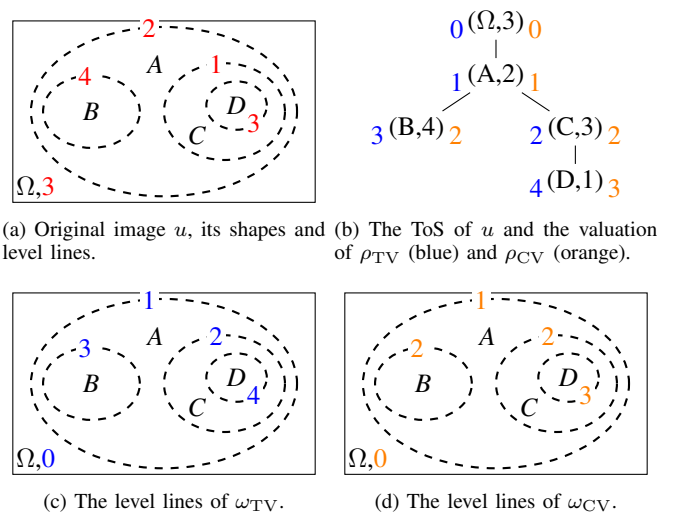 2
A
1
4
B
D
C
3
Ω,3
0 (Ω,3) 0
1 (A,2) 1
3 (B,4) 2
2 (C,3) 2
4 (D,1) 3
(a) Original image u, its shapes and level lines.
(b) The ToS of u and the valuation of ρTV (blue) and ρCV (orange).
1
A
2
3
B
D
C
4
Ω,0
1
A
2
2
B
D
C
3
Ω,0
(c) The level lines of ωTV.
(d) The level lines of ωCV.